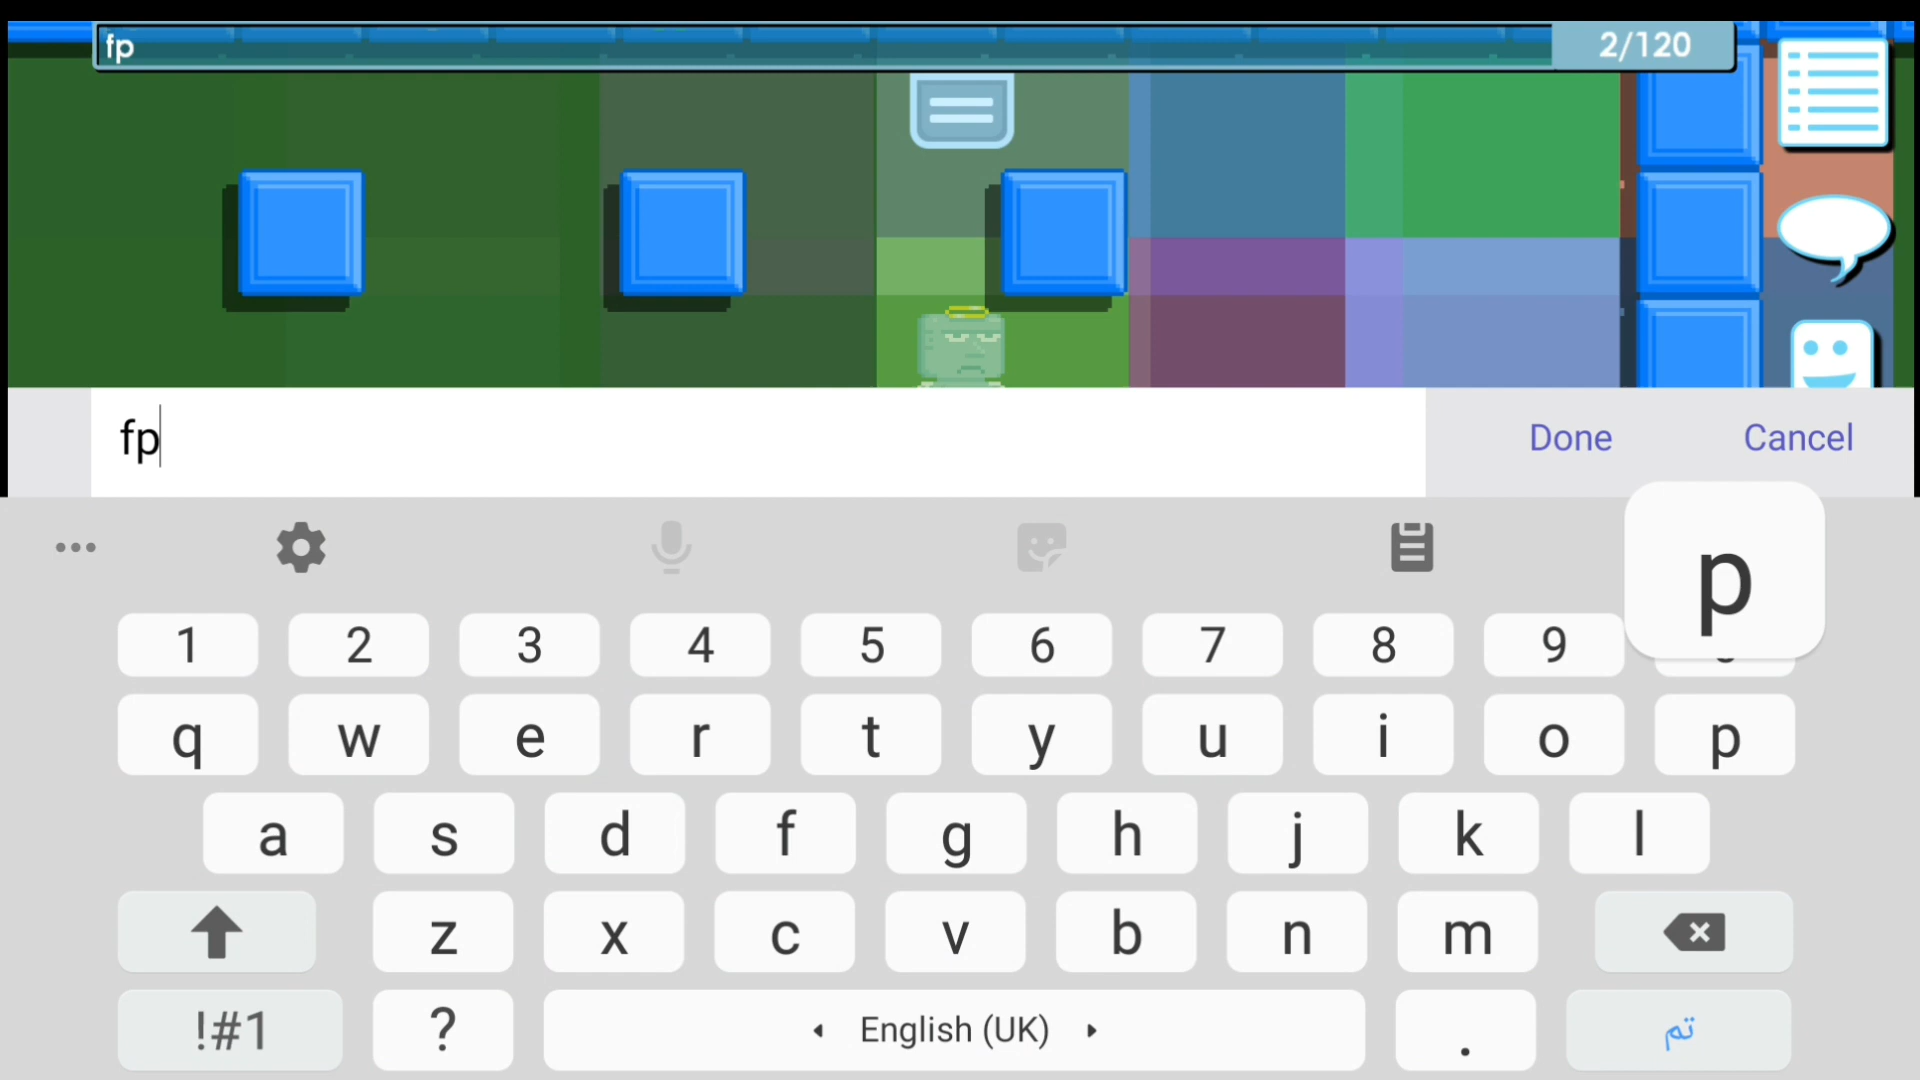 fp
2/120
fp
Done
Cancel
p
1 2 3 4 5 6 7 8 9
q w e r t y u i o p
a s d f g h j k l
z x c v b n m
!#1 ? English (UK) . تم